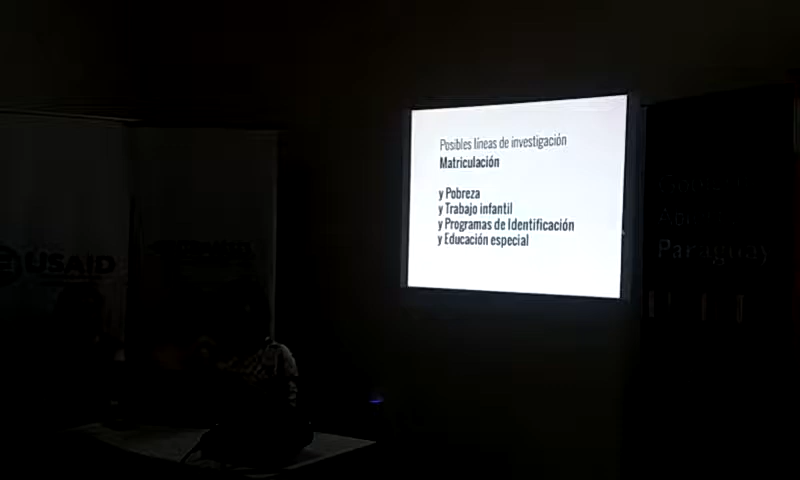 USAID
Posibles líneas de investigación
Matriculación
y Pobreza
y Trabajo infantil
y Programas de Identificación
y Educación especial
Paraguay